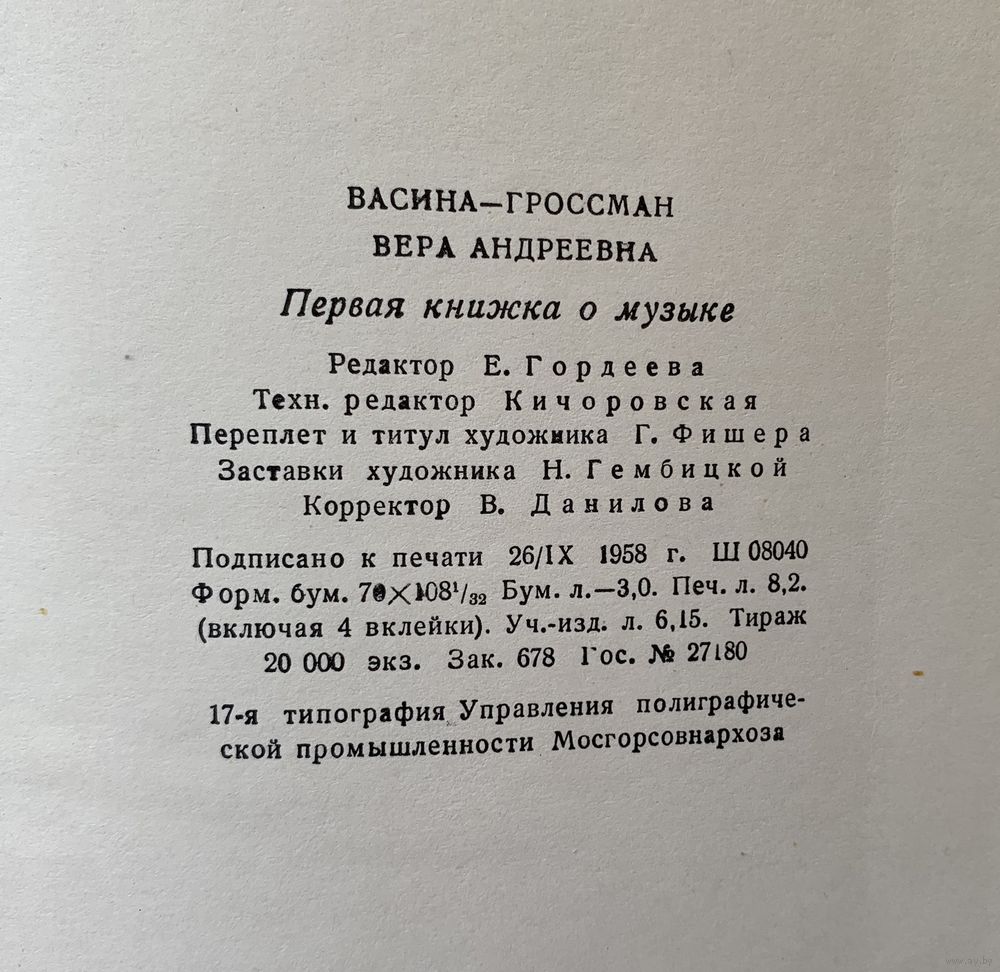 ВАСИНА—ГРОССМАН
ВЕРА АНДРЕЕВНА
Первая книжка о музыке
Редактор Е. Гордеева
Техн. редактор Кичоровская
Переплет и титул художника Г. Фишера
Заставки художника Н. Гембицкой
Корректор В. Данилова
Подписано к печати 26/IX 1958 г. Ш 08040
Форм. бум. 70×108¹/₃₂ Бум. л.—3,0. Печ. л. 8,2.
(включая 4 вклейки). Уч.-изд. л. 6,15. Тираж
20 000 экз. Зак. 678 Гос. № 27180
17-я типография Управления полиграфиче-
ской промышленности Мосгорсовнархоза
www.ay.by